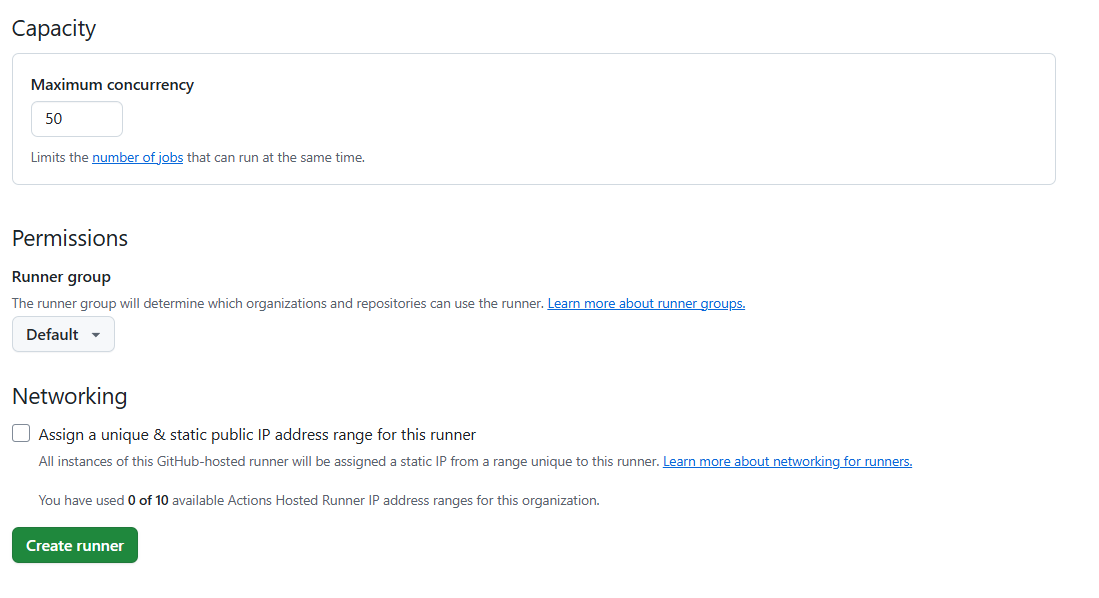 Capacity
Maximum concurrency
50
Limits the number of jobs that can run at the same time.
Permissions
Runner group
The runner group will determine which organizations and repositories can use the runner. Learn more about runner groups.
Default
Networking
Assign a unique & static public IP address range for this runner
All instances of this GitHub-hosted runner will be assigned a static IP from a range unique to this runner. Learn more about networking for runners.
You have used 0 of 10 available Actions Hosted Runner IP address ranges for this organization.
Create runner